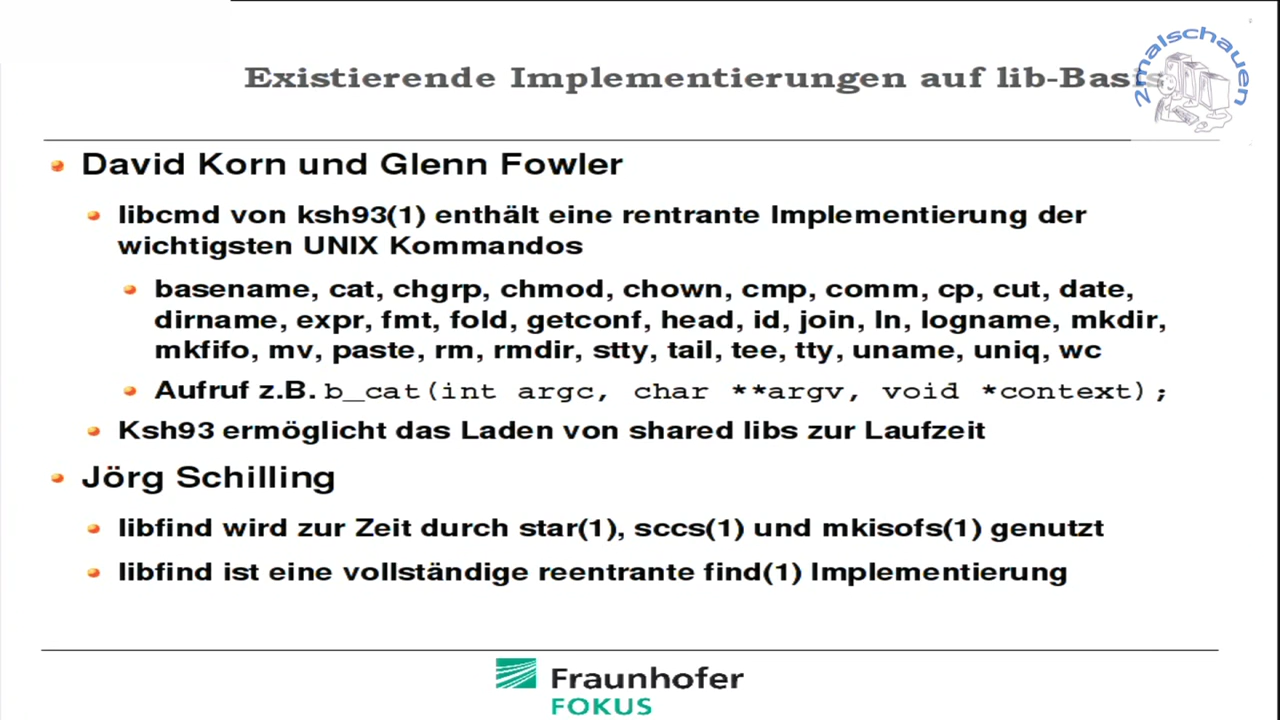 2malschauen
Existierende Implementierungen auf lib-Basis
David Korn und Glenn Fowler
libcmd von ksh93(1) enthält eine rentrante Implementierung der
wichtigsten UNIX Kommandos
basename, cat, chgrp, chmod, chown, cmp, comm, cp, cut, date,
dirname, expr, fmt, fold, getconf, head, id, join, ln, logname, mkdir,
mkfifo, mv, paste, rm, rmdir, stty, tail, tee, tty, uname, uniq, wc
Aufruf z.B. b_cat(int argc, char **argv, void *context);
Ksh93 ermöglicht das Laden von shared libs zur Laufzeit
Jörg Schilling
libfind wird zur Zeit durch star(1), sccs(1) und mkisofs(1) genutzt
libfind ist eine vollständige reentrante find(1) Implementierung
Fraunhofer
FOKUS